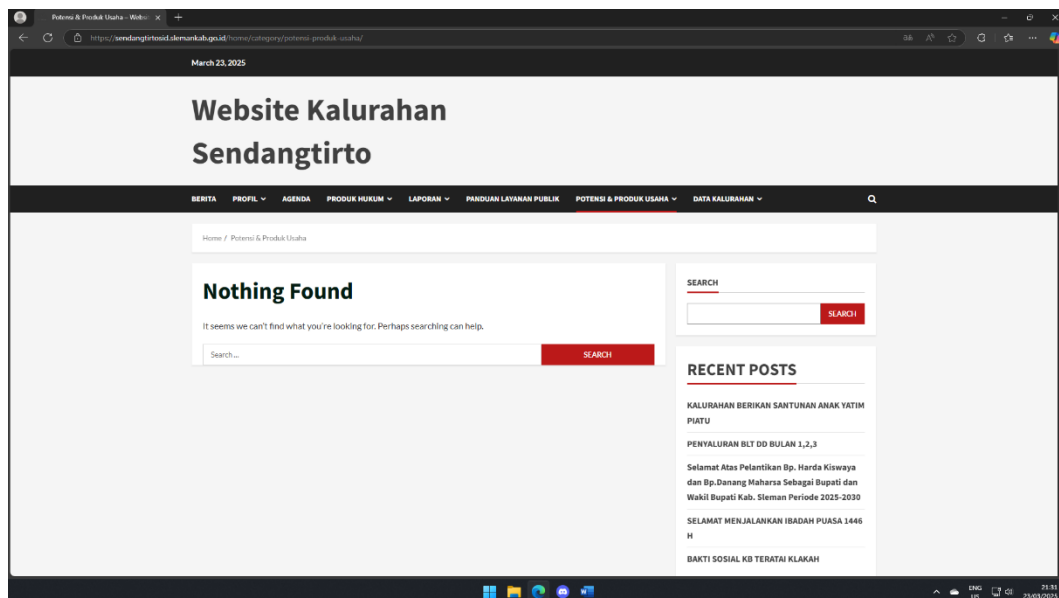 Potensi & Produk Usaha – Websi
https://sendangtirtosid.slemankab.go.id/home/category/potensi-produk-usaha/
March 23, 2025
Website Kalurahan
Sendangtirto
BERITA PROFIL AGENDA PRODUK HUKUM LAPORAN PANDUAN LAYANAN PUBLIK POTENSI & PRODUK USAHA DATA KALURAHAN
Home / Potensi & Produk Usaha
Nothing Found
It seems we can't find what you're looking for. Perhaps searching can help.
Search...
SEARCH
SEARCH
SEARCH
RECENT POSTS
KALURAHAN BERIKAN SANTUNAN ANAK YATIM
PIATU
PENYALURAN BLT DD BULAN 1,2,3
Selamat Atas Pelantikan Bp. Harda Kiswaya
dan Bp.Danang Maharsa Sebagai Bupati dan
Wakil Bupati Kab. Sleman Periode 2025-2030
SELAMAT MENJALANKAN IBADAH PUASA 1446
H
BAKTI SOSIAL KB TERATAI KLAKAH
ENG
US
21:31
23/03/2025